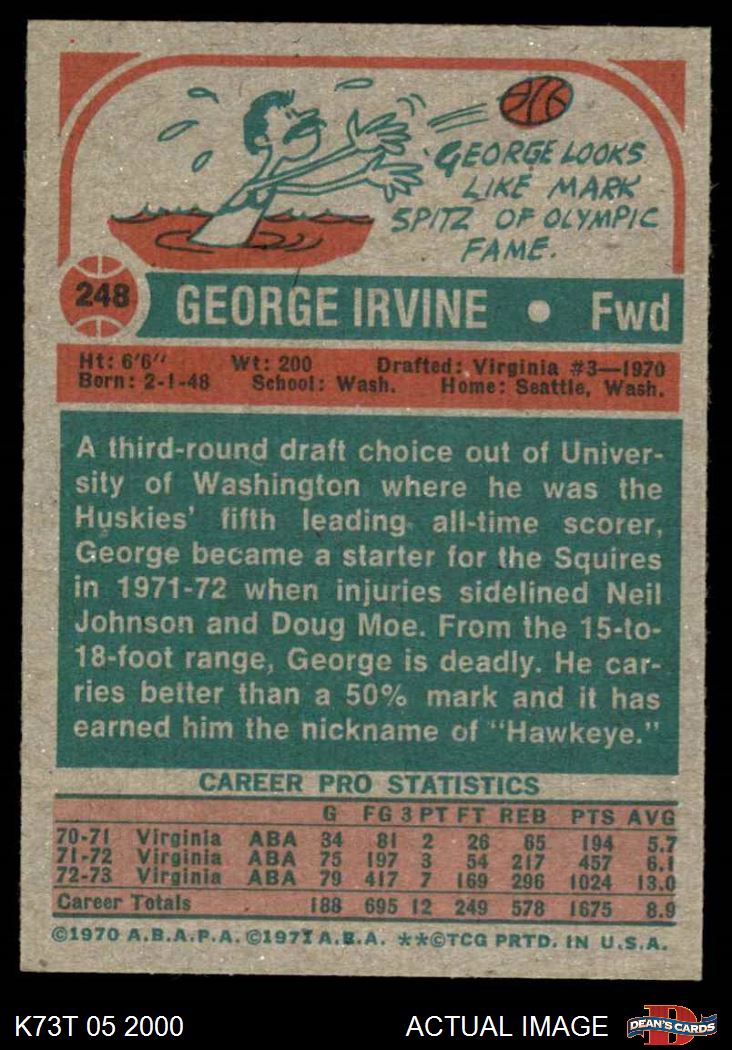 GEORGE LOOKS
LIKE MARK
SPITZ OF OLYMPIC
FAME.
248 GEORGE IRVINE • Fwd
Ht: 6'6" Wt: 200 Drafted: Virginia #3—1970
Born: 2-1-48 School: Wash. Home: Seattle, Wash.
A third-round draft choice out of Univer-
sity of Washington where he was the
Huskies' fifth leading all-time scorer,
George became a starter for the Squires
in 1971-72 when injuries sidelined Neil
Johnson and Doug Moe. From the 15-to-
18-foot range, George is deadly. He car-
ries better than a 50% mark and it has
earned him the nickname of "Hawkeye."
CAREER PRO STATISTICS
G FG 3 PT FT REB PTS AVG
70-71 Virginia ABA 34 81 2 26 65 194 5.7
71-72 Virginia ABA 75 197 3 54 217 457 6.1
72-73 Virginia ABA 79 417 7 169 296 1024 13.0
Career Totals 188 695 12 249 578 1675 8.9
©1970 A.B.A.P.A. ©1971 A.B.A. **©TCG PRTD. IN U.S.A.
K73T 05 2000 ACTUAL IMAGE D DEAN'S CARDS